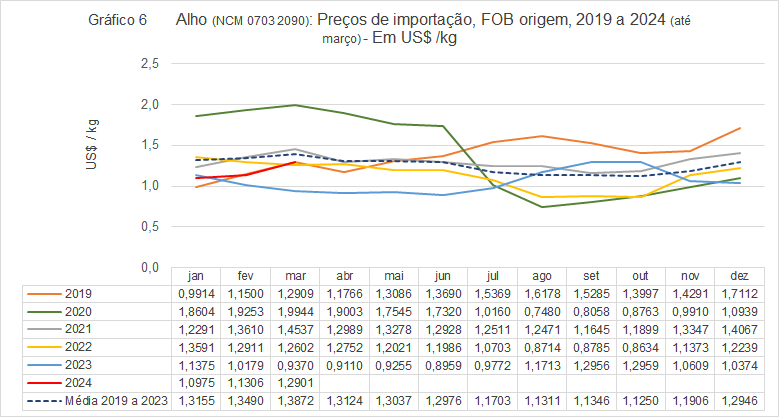 Gráfico 6 Alho (NCM 0703 2090): Preços de importação, FOB origem, 2019 a 2024 (até
março) - Em US$ /kg
US$ / kg
2,5
2,0
1,5
1,0
0,5
0,0
jan fev mar abr mai jun jul ago set out nov dez
2019 0,9914 1,1500 1,2909 1,1766 1,3086 1,3690 1,5369 1,6178 1,5285 1,3997 1,4291 1,7112
2020 1,8604 1,9253 1,9944 1,9003 1,7545 1,7320 1,0160 0,7480 0,8058 0,8763 0,9910 1,0939
2021 1,2291 1,3610 1,4537 1,2989 1,3278 1,2928 1,2511 1,2471 1,1645 1,1899 1,3347 1,4067
2022 1,3591 1,2911 1,2602 1,2752 1,2021 1,1986 1,0703 0,8714 0,8785 0,8634 1,1373 1,2239
2023 1,1375 1,0179 0,9370 0,9110 0,9255 0,8959 0,9772 1,1713 1,2956 1,2959 1,0609 1,0374
2024 1,0975 1,1306 1,2901
Média 2019 a 2023 1,3155 1,3490 1,3872 1,3124 1,3037 1,2976 1,1703 1,1311 1,1346 1,1250 1,1906 1,2946